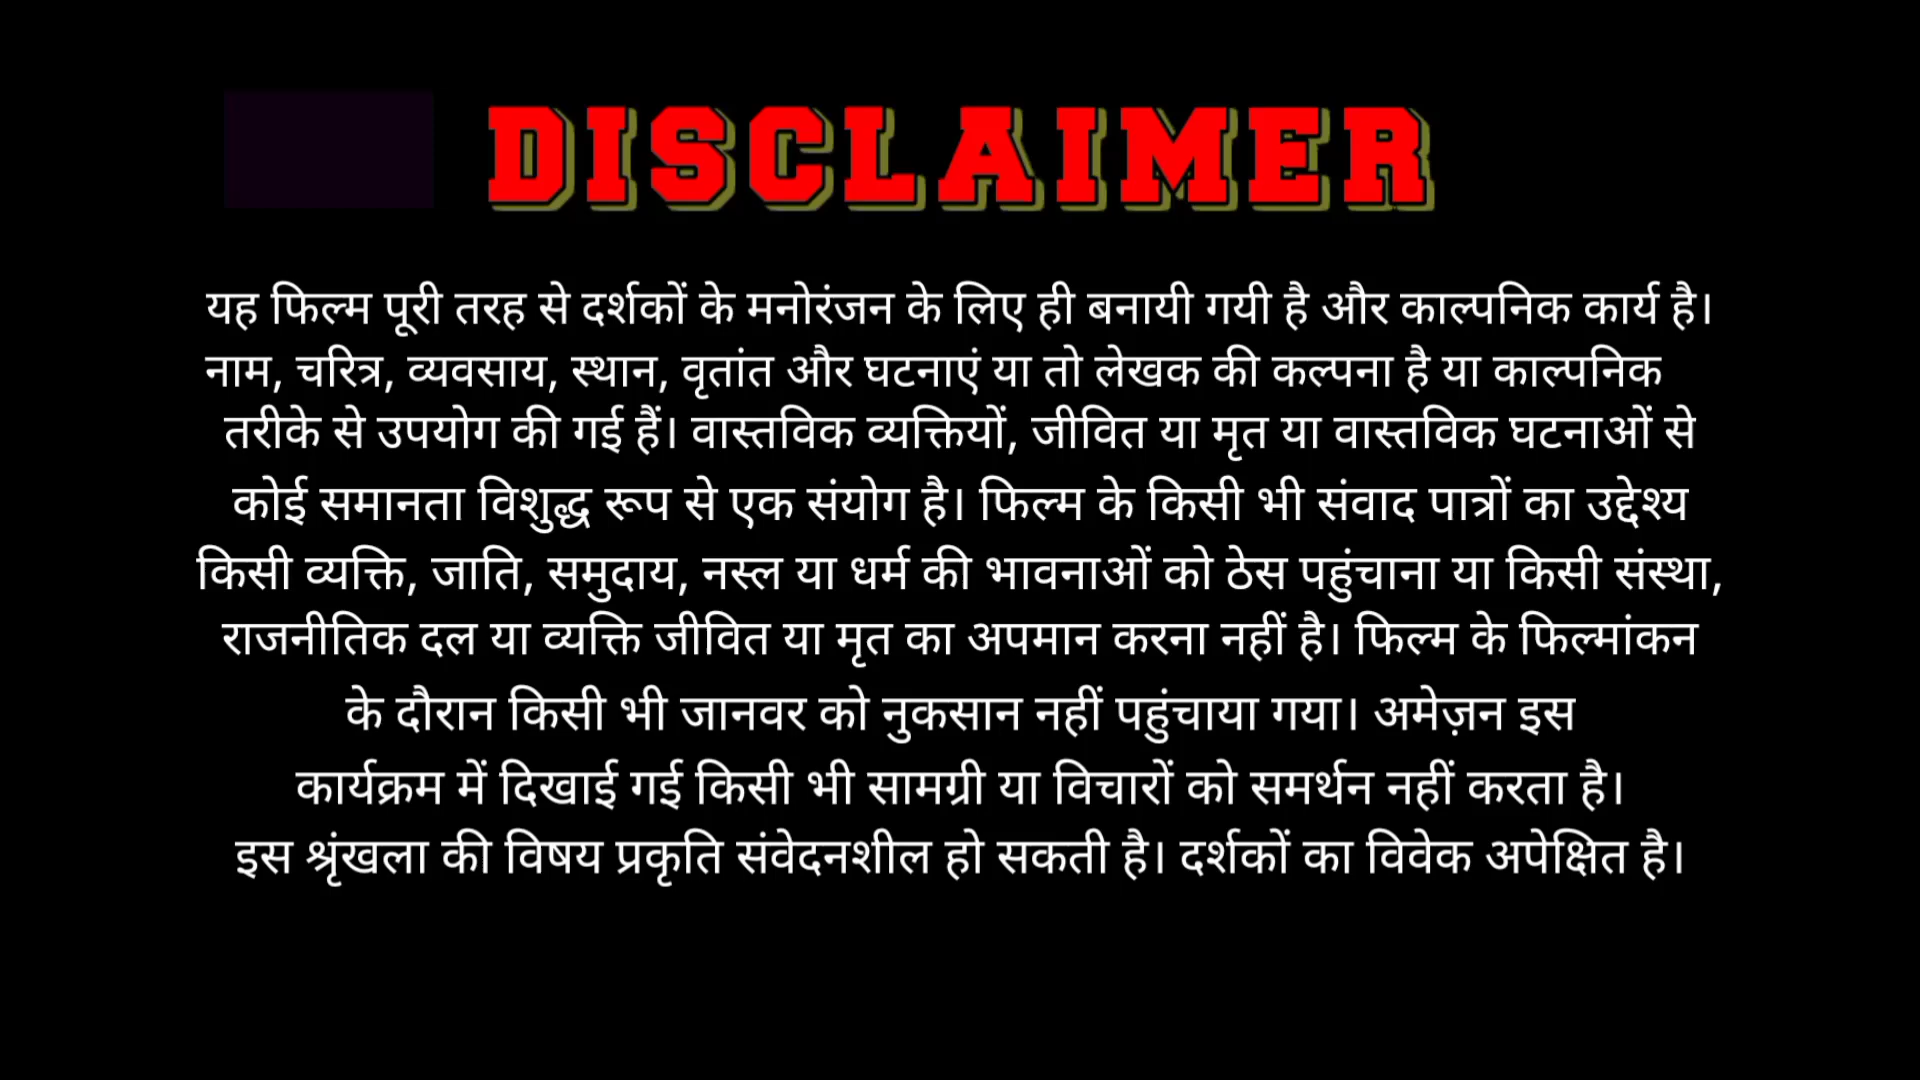 DISCLAIMER
यह फिल्म पूरी तरह से दर्शकों के मनोरंजन के लिए ही बनायी गयी है और काल्पनिक कार्य है।
नाम, चरित्र, व्यवसाय, स्थान, वृतांत और घटनाएं या तो लेखक की कल्पना है या काल्पनिक
तरीके से उपयोग की गई हैं। वास्तविक व्यक्तियों, जीवित या मृत या वास्तविक घटनाओं से
कोई समानता विशुद्ध रूप से एक संयोग है। फिल्म के किसी भी संवाद पात्रों का उद्देश्य
किसी व्यक्ति, जाति, समुदाय, नस्ल या धर्म की भावनाओं को ठेस पहुंचाना या किसी संस्था,
राजनीतिक दल या व्यक्ति जीवित या मृत का अपमान करना नहीं है। फिल्म के फिल्मांकन
के दौरान किसी भी जानवर को नुकसान नहीं पहुंचाया गया। अमेज़न इस
कार्यक्रम में दिखाई गई किसी भी सामग्री या विचारों को समर्थन नहीं करता है।
इस श्रृंखला की विषय प्रकृति संवेदनशील हो सकती है। दर्शकों का विवेक अपेक्षित है।